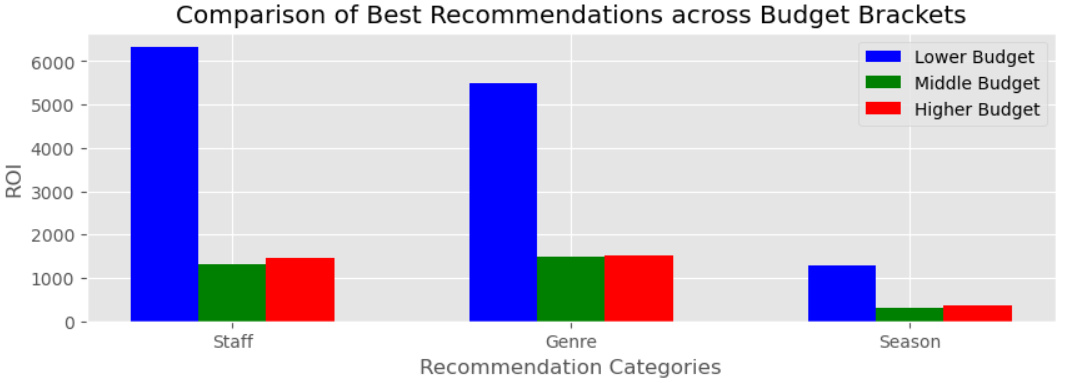 Comparison of Best Recommendations across Budget Brackets
Lower Budget
Middle Budget
Higher Budget
ROI
6000
5000
4000
3000
2000
1000
0
Staff
Genre
Season
Recommendation Categories